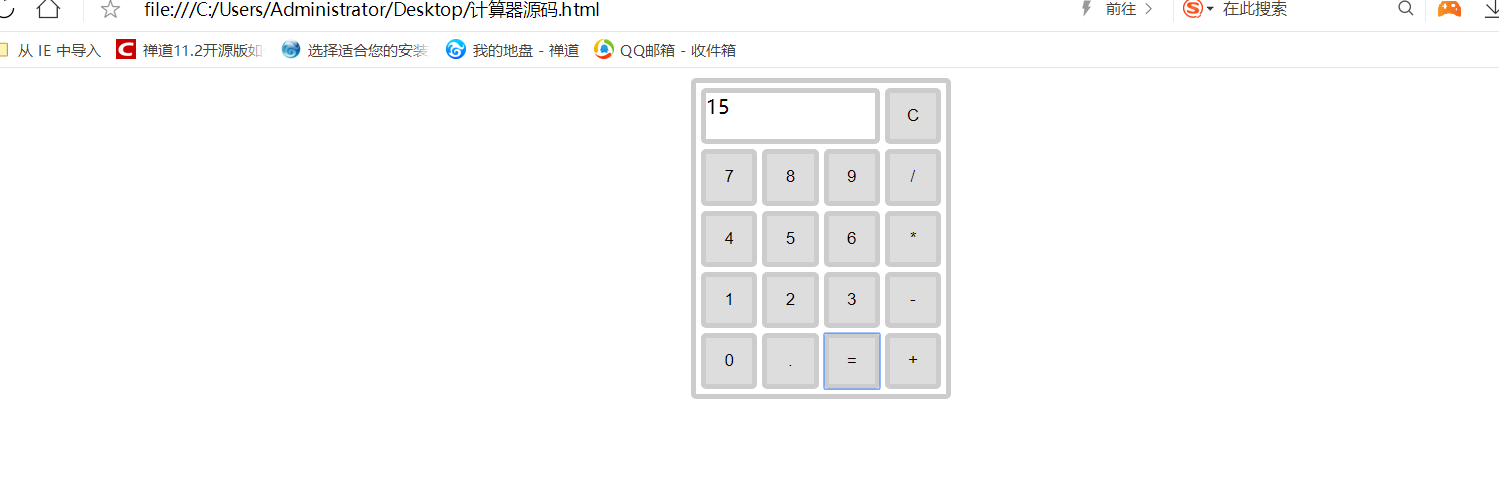 file:///C:/Users/Administrator/Desktop/计算器源码.html 前往 在此搜索
从 IE 中导入 禅道11.2开源版如 选择适合您的安装 我的地盘 - 禅道 QQ邮箱 - 收件箱
15 C
7 8 9 /
4 5 6 *
1 2 3 -
0 . = +